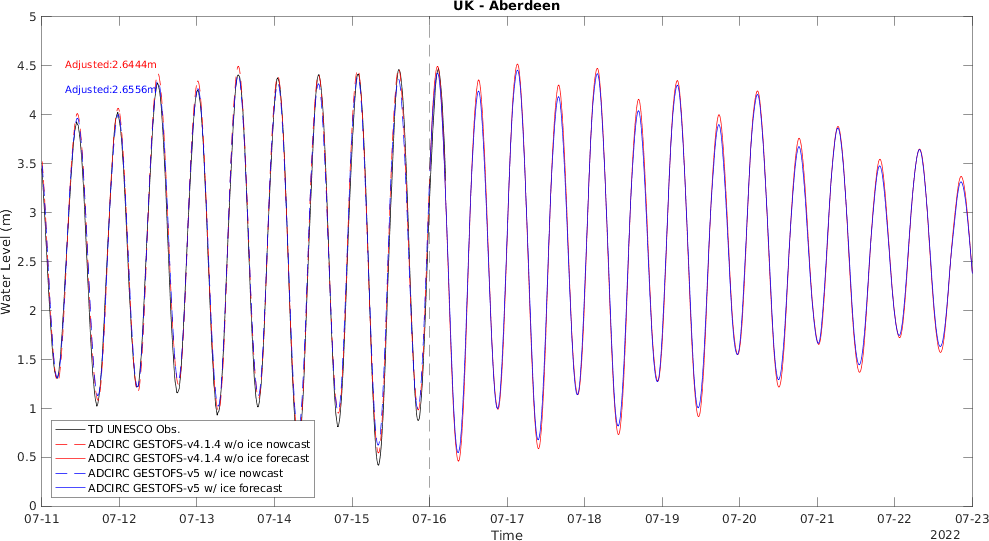 UK - Aberdeen
5
4.5
4
3.5
3
2.5
2
1.5
1
0.5
0
Water Level (m)
Adjusted:2.6444m
Adjusted:2.6556m
TD UNESCO Obs.
ADCIRC GESTOFS-v4.1.4 w/o ice nowcast
ADCIRC GESTOFS-v4.1.4 w/o ice forecast
ADCIRC GESTOFS-v5 w/ ice nowcast
ADCIRC GESTOFS-v5 w/ ice forecast
07-11 07-12 07-13 07-14 07-15 07-16 07-17 07-18 07-19 07-20 07-21 07-22 07-23
Time
2022